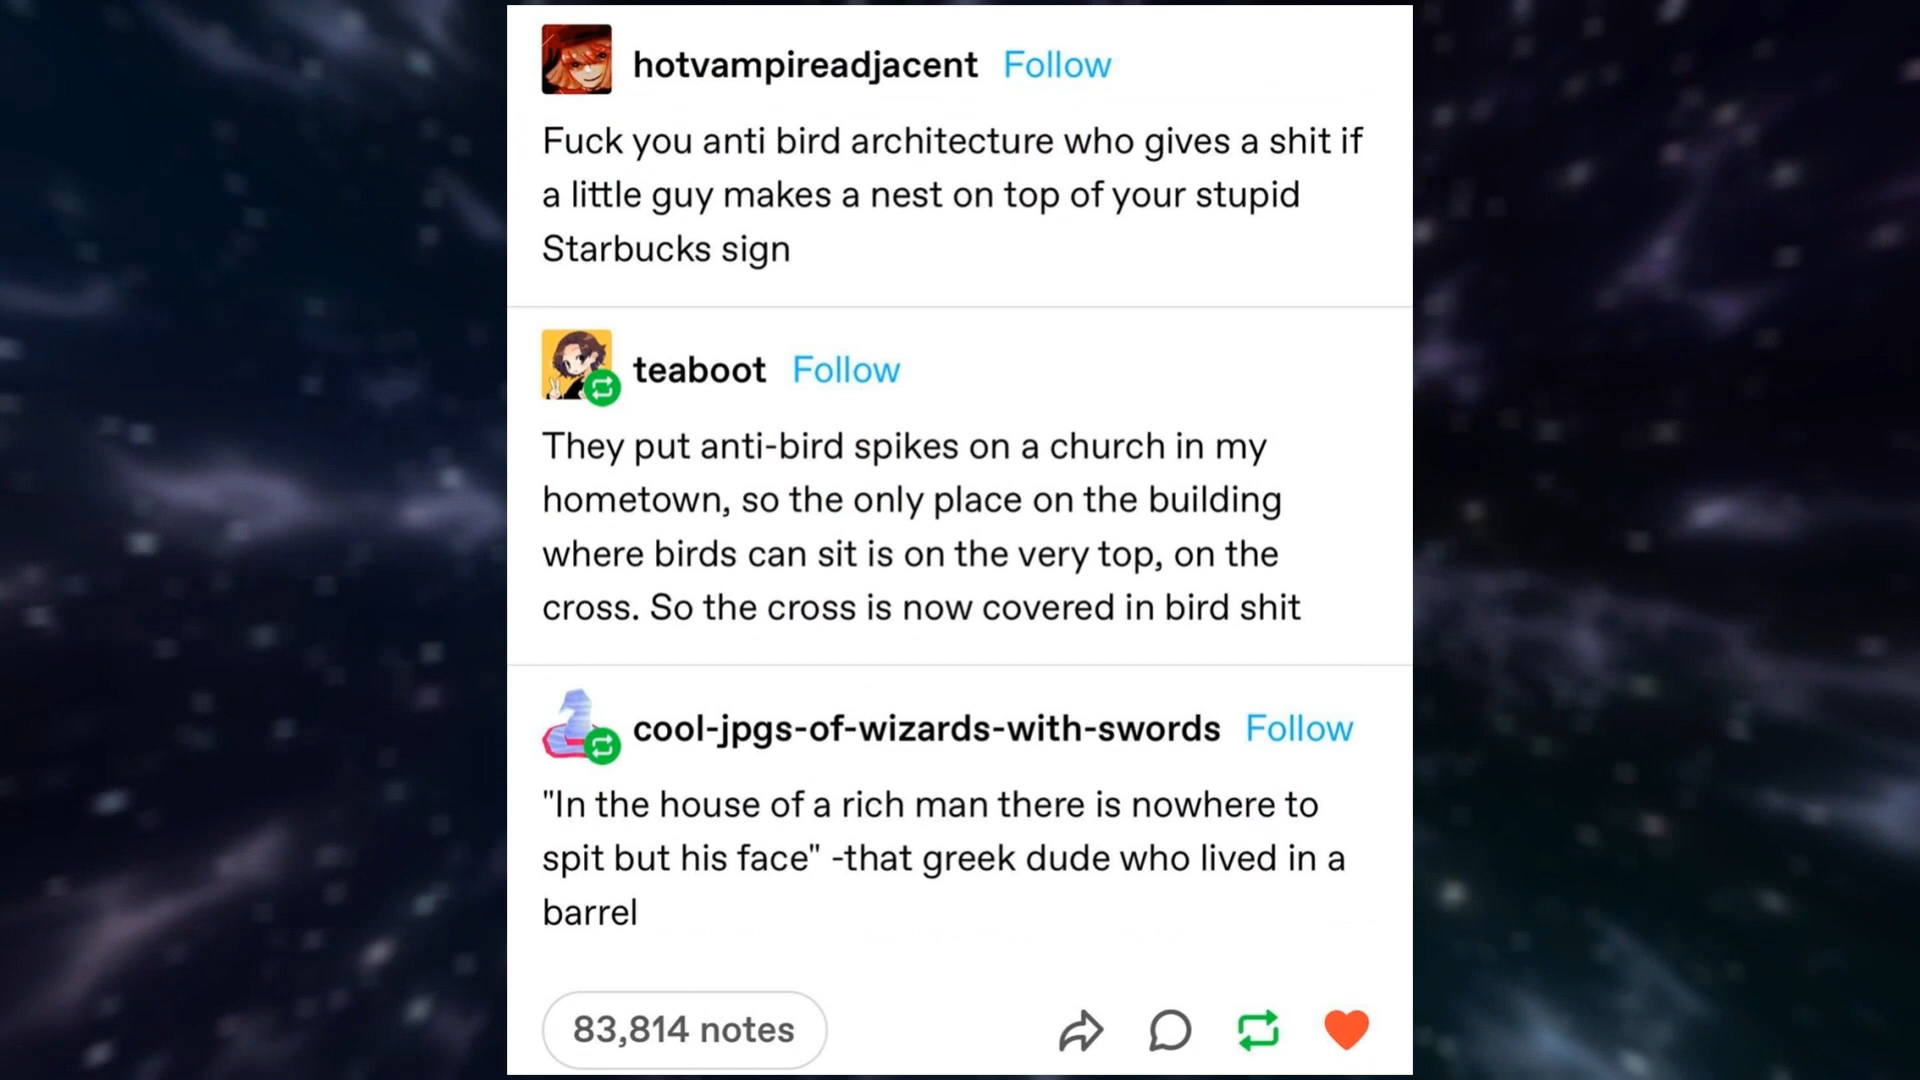 hotvampireadjacent Follow
Fuck you anti bird architecture who gives a shit if
a little guy makes a nest on top of your stupid
Starbucks sign
teaboot Follow
They put anti-bird spikes on a church in my
hometown, so the only place on the building
where birds can sit is on the very top, on the
cross. So the cross is now covered in bird shit
cool-jpgs-of-wizards-with-swords Follow
"In the house of a rich man there is nowhere to
spit but his face" -that greek dude who lived in a
barrel
83,814 notes